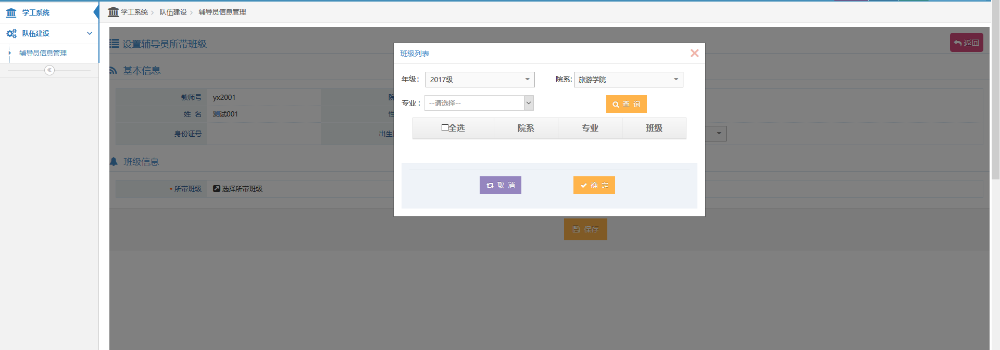 学工系统
学工系统 > 队伍建设 > 辅导员信息管理
队伍建设
辅导员信息管理
设置辅导员所带班级
返回
基本信息
教师号 yx2001 院
姓 名 测试001 性
身份证号 出生
班级信息
* 所带班级 选择所带班级
保存
班级列表
年级: 2017级 院系: 旅游学院
专业: --请选择-- 查 询
全选 院系 专业 班级
取 消 确 定